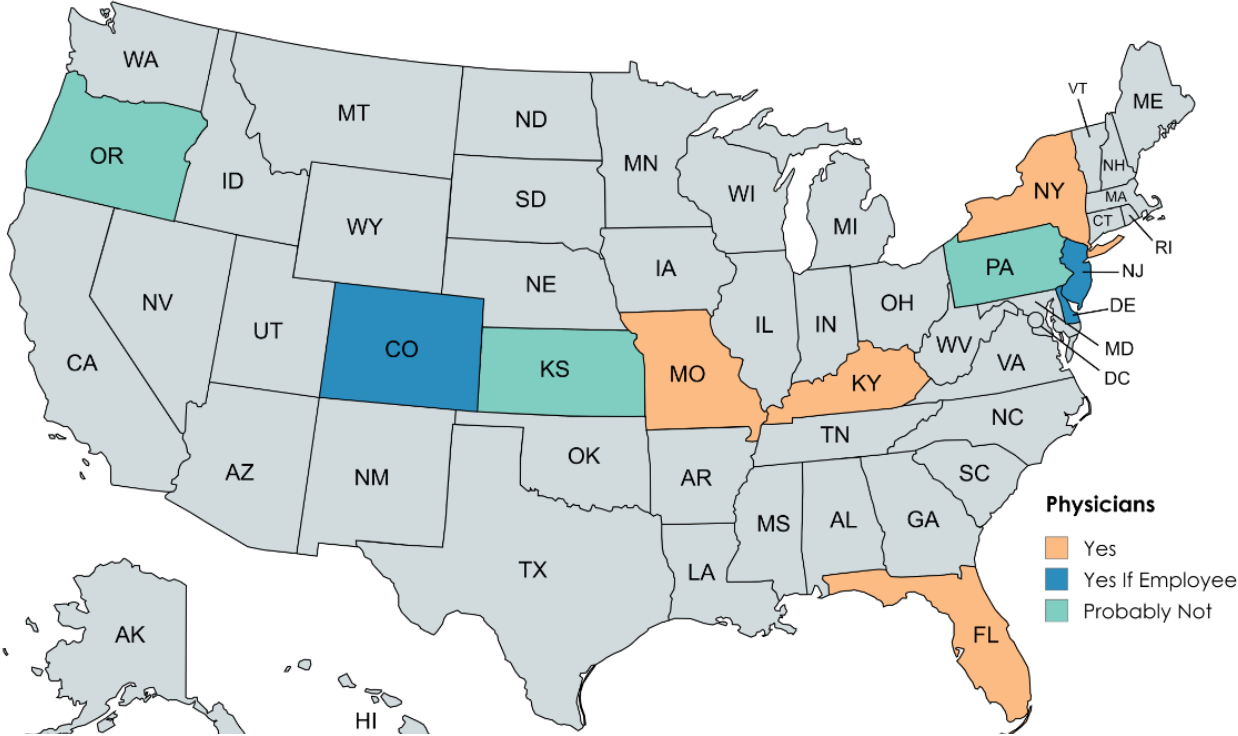 WA
OR
ID
MT
ND
SD
WY
NE
MN
IA
WI
MI
NV
UT
CA
CO
KS
MO
IL
IN
OH
KY
WV
VA
PA
NY
VT
NH
ME
MA
CT
RI
NJ
DE
MD
DC
AZ
NM
OK
TX
AR
LA
TN
NC
SC
MS
AL
GA
FL
AK
HI
Physicians
Yes
Yes If Employee
Probably Not